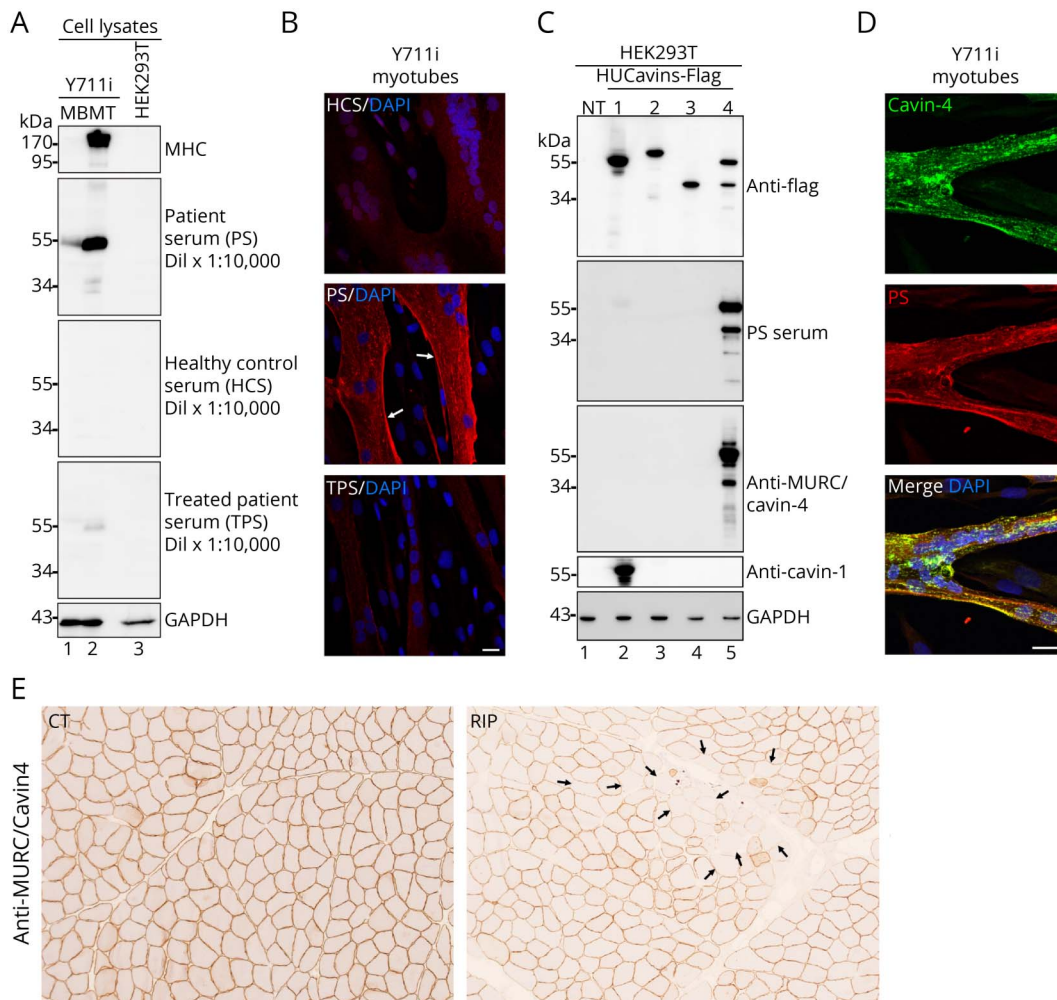 A
Cell lysates
Y711i
HEK293T
MBMT
kDa
170
95
MHC
55
34
Patient
serum (PS)
Dil x 1:10,000
55
34
Healthy control
serum (HCS)
Dil x 1:10,000
55
34
Treated patient
serum (TPS)
Dil x 1:10,000
43
GAPDH
1 2 3
B
Y711i
myotubes
HCS/DAPI
PS/DAPI
TPS/DAPI
C
HEK293T
HUCavins-Flag
NT 1 2 3 4
kDa
55
34
Anti-flag
55
34
PS serum
55
34
Anti-MURC/
cavin-4
55
Anti-cavin-1
43
GAPDH
1 2 3 4 5
D
Y711i
myotubes
Cavin-4
PS
Merge DAPI
E
Anti-MURC/Cavin4
CT
RIP